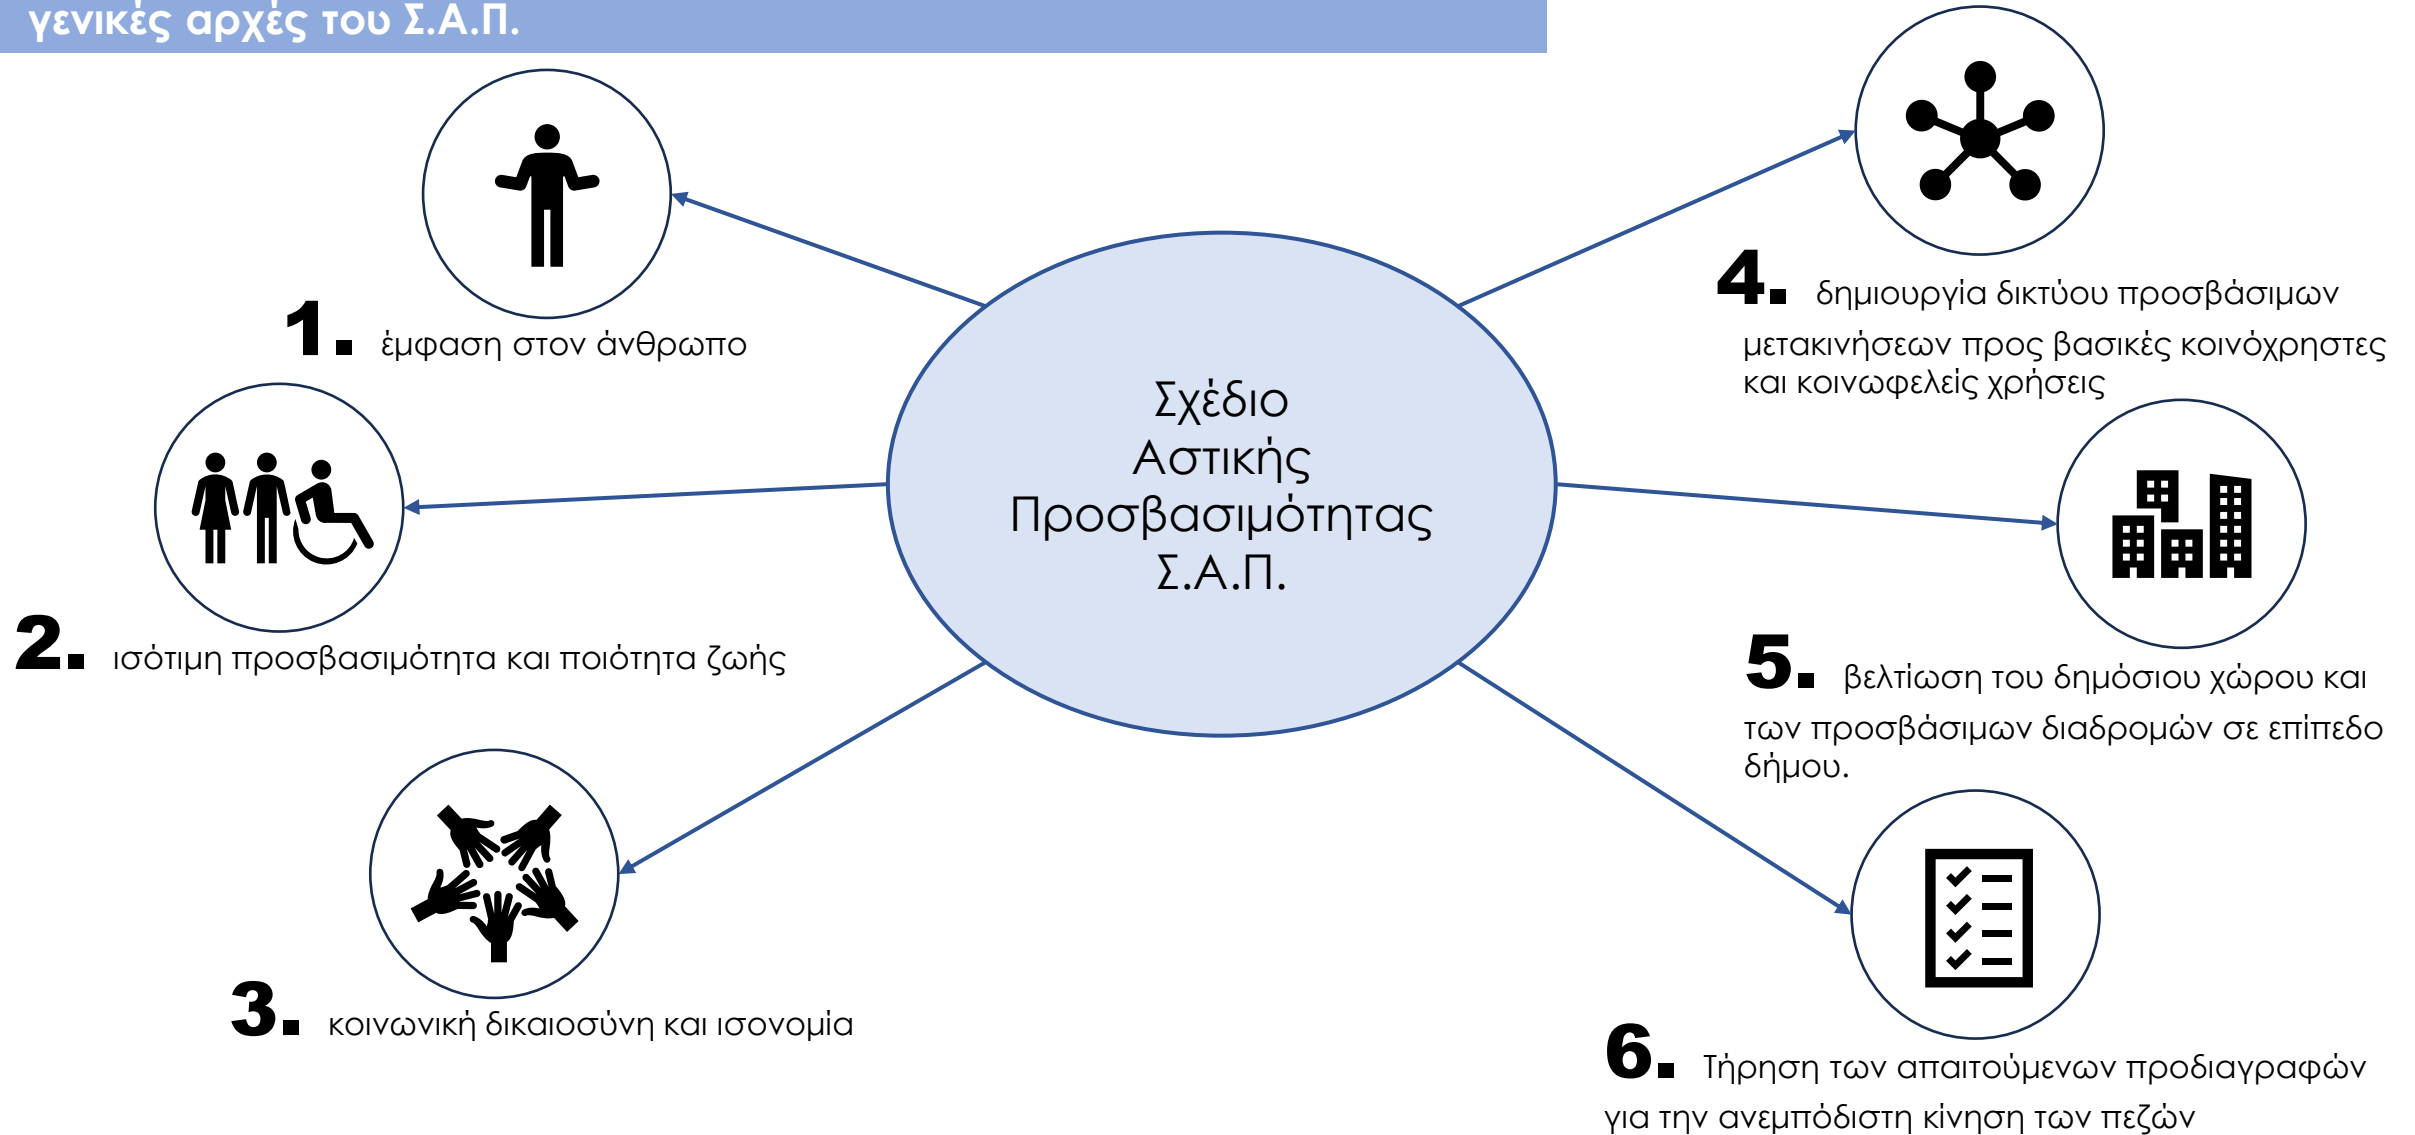 γενικές αρχές του Σ.Α.Π.
1. έμφαση στον άνθρωπο
2. ισότιμη προσβασιμότητα και ποιότητα ζωής
3. κοινωνική δικαιοσύνη και ισονομία
Σχέδιο
Αστικής
Προσβασιμότητας
Σ.Α.Π.
4. δημιουργία δικτύου προσβάσιμων
μετακινήσεων προς βασικές κοινόχρηστες
και κοινωφελείς χρήσεις
5. βελτίωση του δημόσιου χώρου και
των προσβάσιμων διαδρομών σε επίπεδο
δήμου.
6. Τήρηση των απαιτούμενων προδιαγραφών
για την ανεμπόδιστη κίνηση των πεζών